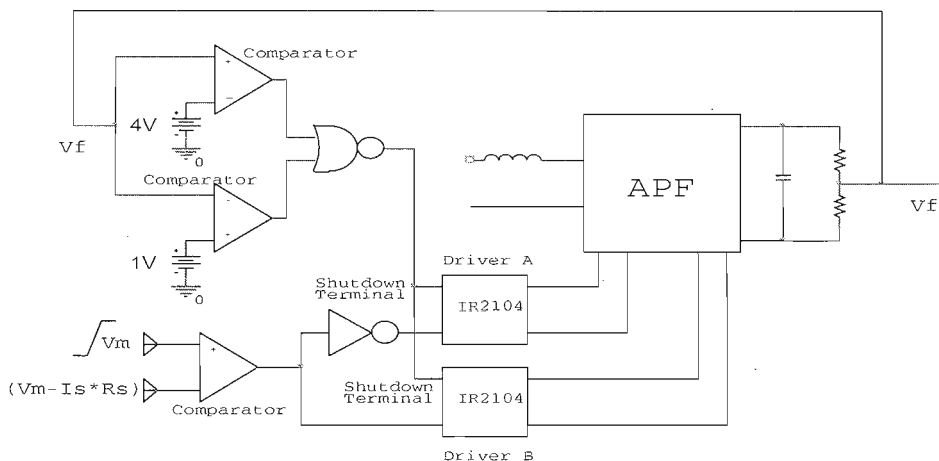 Comparator
4V
0
Vf
Comparator
APF
Vf
1V
0
Driver A
Shutdown
Terminal
IR2104
Vm
(Vm-Is*Rs)
Comparator
Shutdown
Terminal
IR2104
Driver B